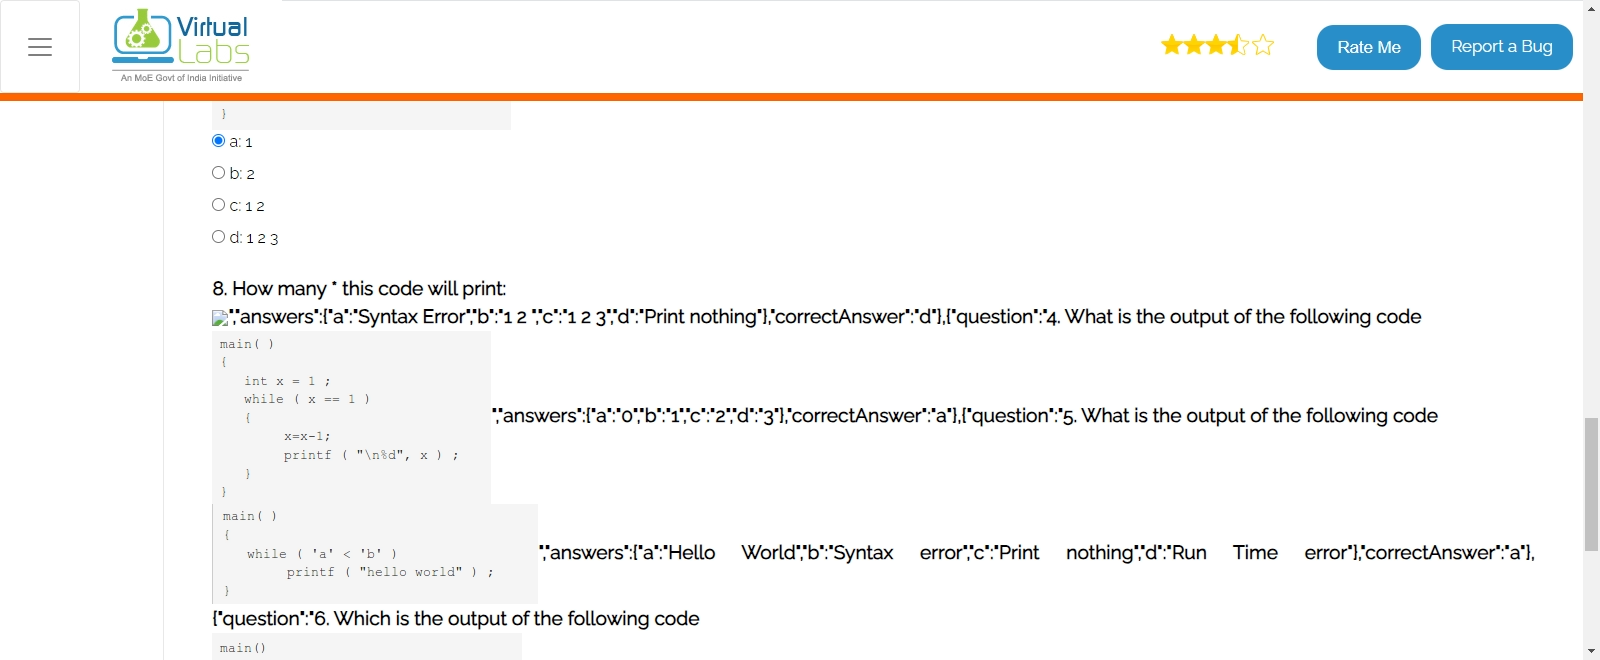 Virtual
Labs
An MoE Govt of India Initiative
Rate Me
Report a Bug
}
a: 1
b: 2
c: 1 2
d: 1 2 3
8. How many * this code will print:
","answers":{"a":"Syntax Error","b":"1 2 ","c":"1 2 3","d":"Print nothing"},"correctAnswer":"d"},{"question":"4. What is the output of the following code
main( )
{
int x = 1 ;
while ( x == 1 )
{
x=x-1;
printf ( "\n%d", x ) ;
}
}
","answers":{"a":"0","b":"1","c":"2","d":"3"},"correctAnswer":"a"},{"question":"5. What is the output of the following code
main( )
{
while ( 'a' < 'b' )
printf ( "hello world" ) ;
}
","answers":{"a":"Hello World","b":"Syntax error","c":"Print nothing","d":"Run Time error"},"correctAnswer":"a"},
{"question":"6. Which is the output of the following code
main()